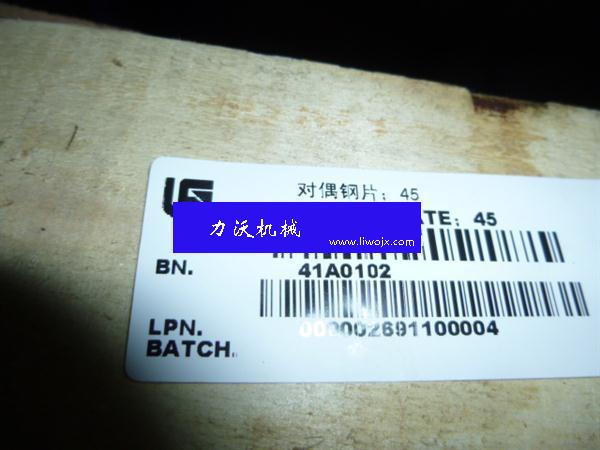 对偶钢片; 45
ATE; 45
力沃机械
www.liwojx.com
BN. 41A0102
LPN. 000002691100004
BATCH.